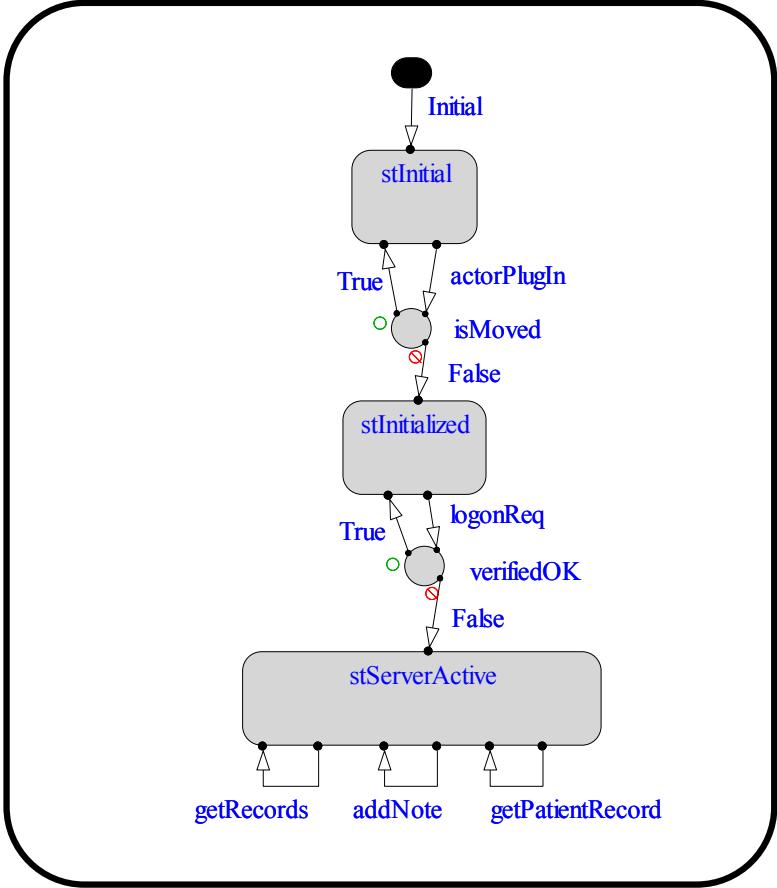 Initial
stInitial
True
actorPlugIn
isMoved
False
stInitialized
logonReq
True
verifiedOK
False
stServerActive
getRecords
addNote
getPatientRecord